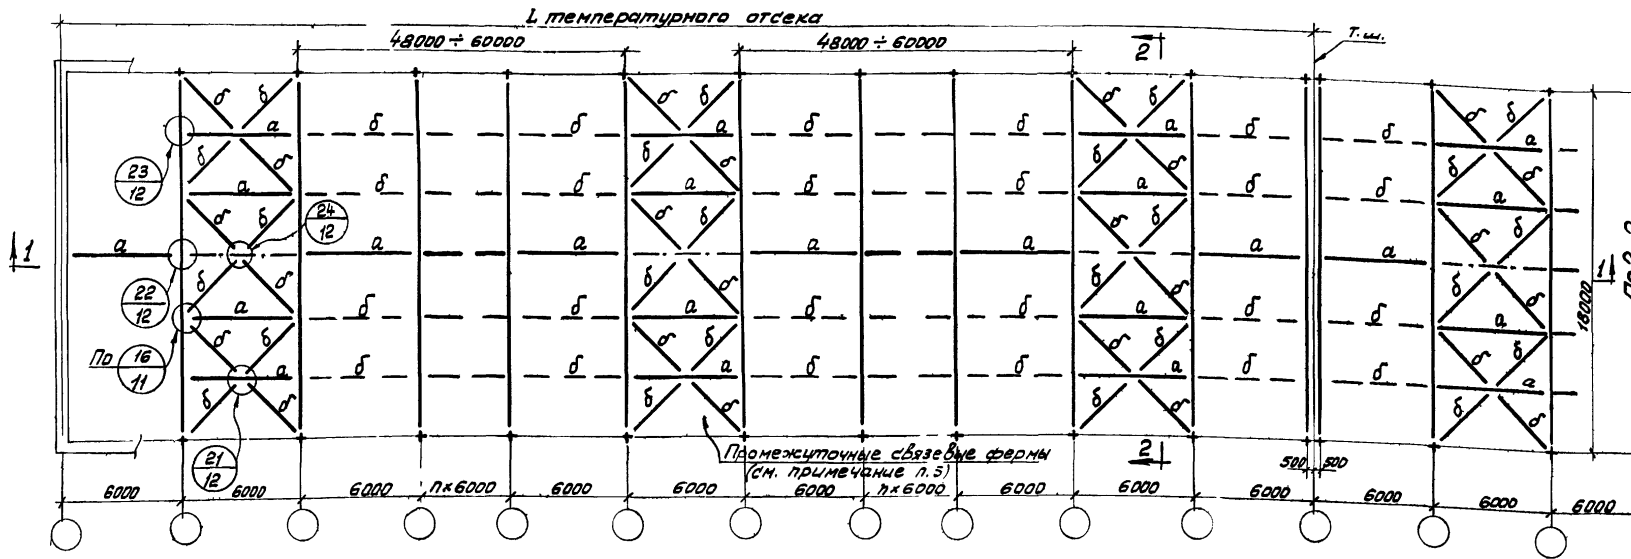 L температурного отсека
48000 ÷ 60000
48000 ÷ 60000
2
Т.ш.
б б б б б б б б
а б б а б б а б б а
б б б б б б б б
23
12
а б б а б б а б б а
б б 24 б б б б б б
12
1 а а а а а а а 1
б б б б б б б б
22
12
а б б а б б а б б а
По 16
11
б б б б б б б б
а б б а б б а б б а
б б б б б б б б
18000
21
12
Промежуточные связевые фермы
(см. примечание п.5)
2
500 500
6000 6000 6000 n×6000 6000 6000 6000 n×6000 6000 6000 6000 6000 6000 6000